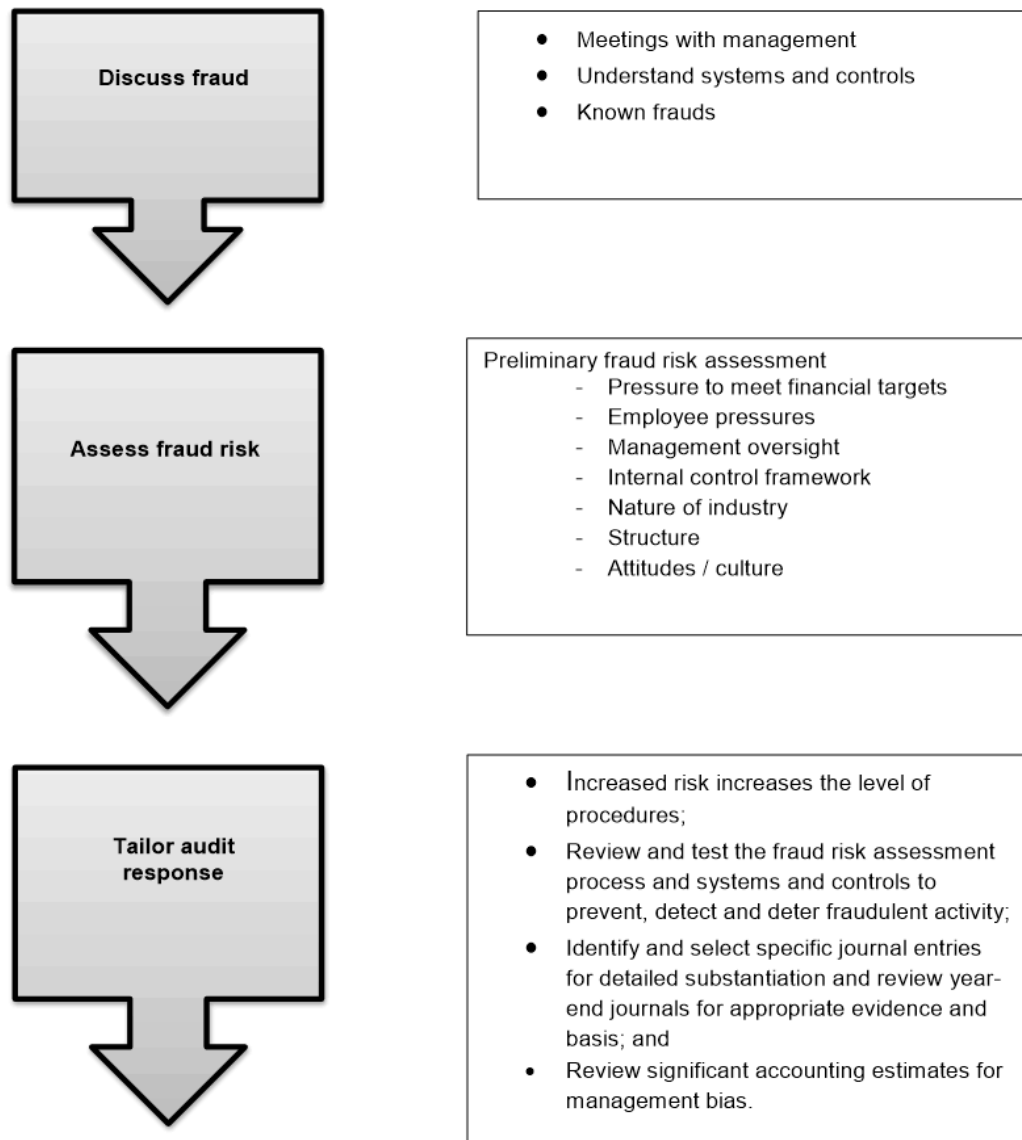 Discuss fraud
● Meetings with management
● Understand systems and controls
● Known frauds
Assess fraud risk
Preliminary fraud risk assessment
- Pressure to meet financial targets
- Employee pressures
- Management oversight
- Internal control framework
- Nature of industry
- Structure
- Attitudes / culture
Tailor audit
response
● Increased risk increases the level of
procedures;
● Review and test the fraud risk assessment
process and systems and controls to
prevent, detect and deter fraudulent activity;
● Identify and select specific journal entries
for detailed substantiation and review year-
end journals for appropriate evidence and
basis; and
● Review significant accounting estimates for
management bias.